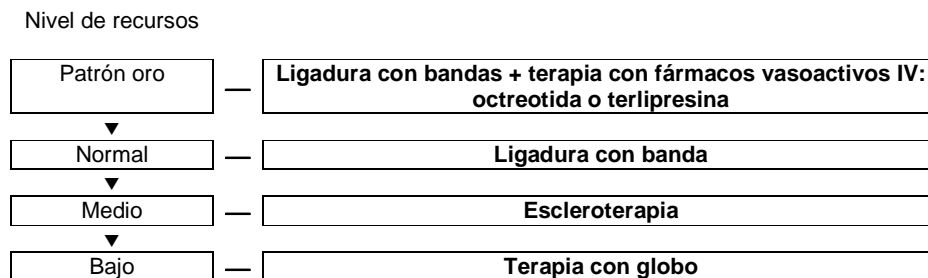 Nivel de recursos
Patrón oro — Ligadura con bandas + terapia con fármacos vasoactivos IV:
octreotida o terlipresina
Normal — Ligadura con banda
Medio — Escleroterapia
Bajo — Terapia con globo